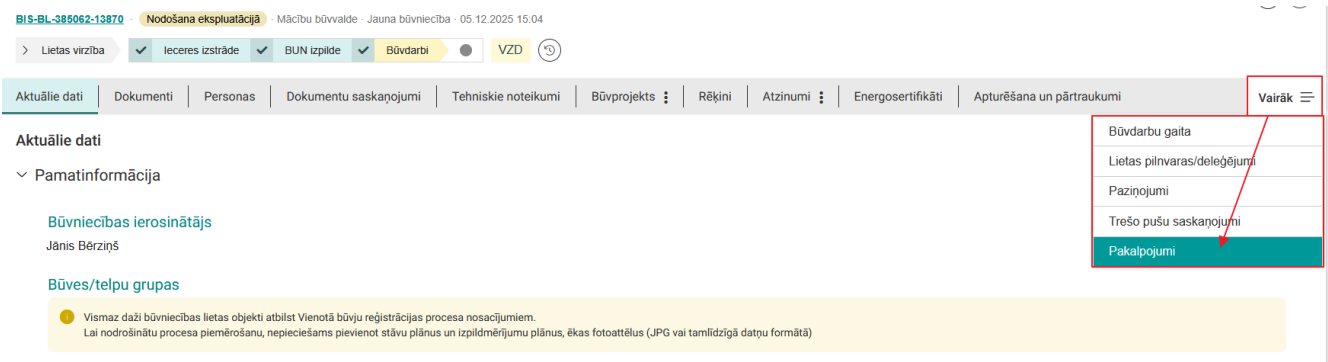 BIS-BL-385062-13870 · Nodošana ekspluatācijā · Mācību būvvalde · Jauna būvniecība · 05.12.2025 15:04
Lietas virzība Ieceres izstrāde BUN izpilde Būvdarbi VZD
Aktuālie dati Dokumenti Personas Dokumentu saskaņojumi Tehniskie noteikumi Būvprojekts Rēķini Atzinumi Energosertifikāti Apturēšana un pārtraukumi Vairāk
Būvdarbu gaita
Lietas pilnvaras/deleģējumi
Paziņojumi
Trešo pušu saskaņojumi
Pakalpojumi
Aktuālie dati
Pamatinformācija
Būvniecības ierosinātājs
Jānis Bērziņš
Būves/telpu grupas
Vismaz daži būvniecības lietas objekti atbilst Vienotā būvju reģistrācijas procesa nosacījumiem.
Lai nodrošinātu procesa piemērošanu, nepieciešams pievienot stāvu plānus un izpildmērījumu plānus, ēkas fotoattēlus (JPG vai tamlīdzīgā datņu formātā)